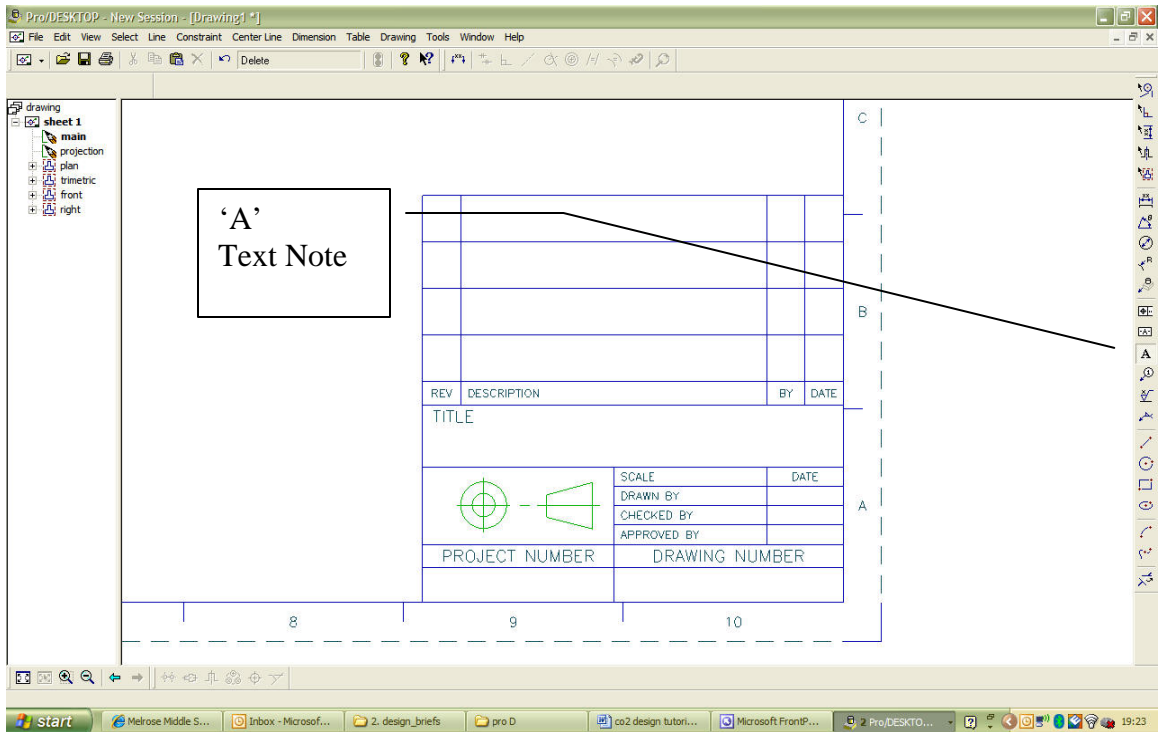 Pro/DESKTOP - New Session - [Drawing1 *]
File Edit View Select Line Constraint Center Line Dimension Table Drawing Tools Window Help
Delete
drawing
sheet 1
main
projection
plan
trimetric
front
right
‘A’
Text Note
C
B
A
REV DESCRIPTION BY DATE
TITLE
SCALE DATE
DRAWN BY
CHECKED BY
APPROVED BY
PROJECT NUMBER DRAWING NUMBER
8 9 10
start Melrose Middle S... Inbox - Microsof... 2. design_briefs pro D co2 design tutori... Microsoft FrontP... 2 Pro/DESKTO... 19:23